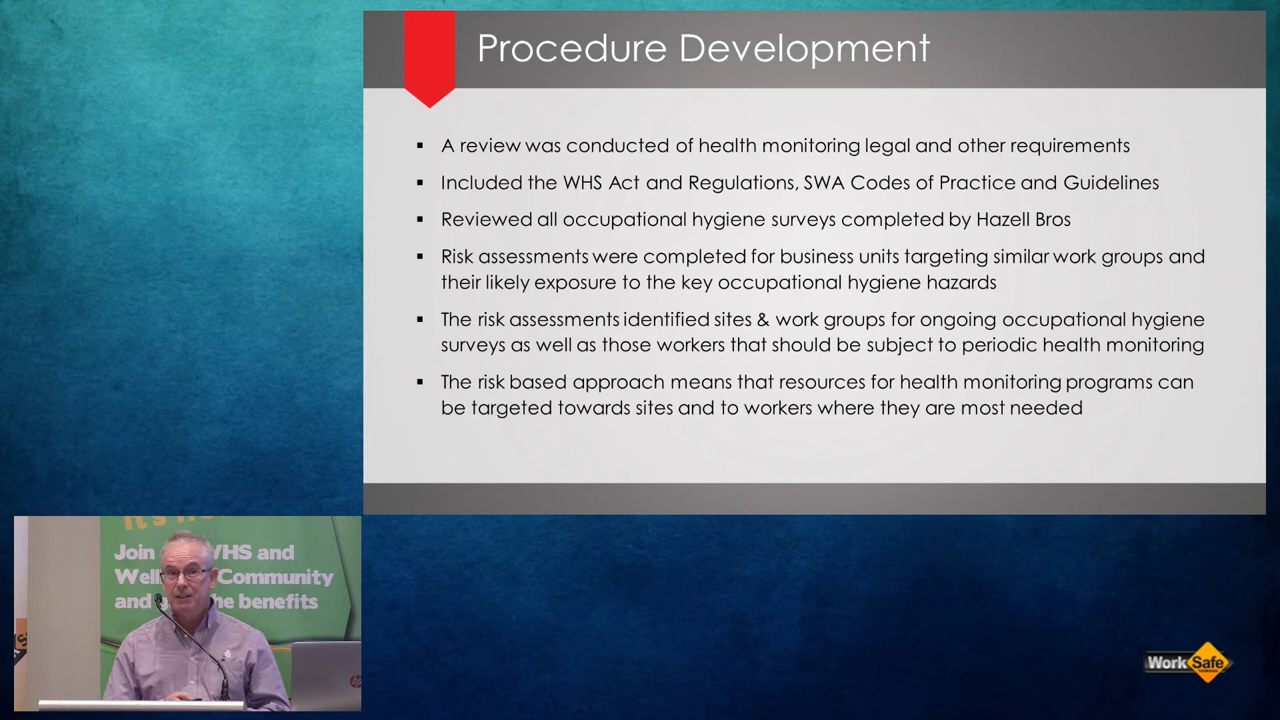 Procedure Development
▪ A review was conducted of health monitoring legal and other requirements
▪ Included the WHS Act and Regulations, SWA Codes of Practice and Guidelines
▪ Reviewed all occupational hygiene surveys completed by Hazell Bros
▪ Risk assessments were completed for business units targeting similar work groups and
their likely exposure to the key occupational hygiene hazards
▪ The risk assessments identified sites & work groups for ongoing occupational hygiene
surveys as well as those workers that should be subject to periodic health monitoring
▪ The risk based approach means that resources for health monitoring programs can
be targeted towards sites and to workers where they are most needed
It's
Join WHS and
Community
and the benefits
hp
WorkSafe